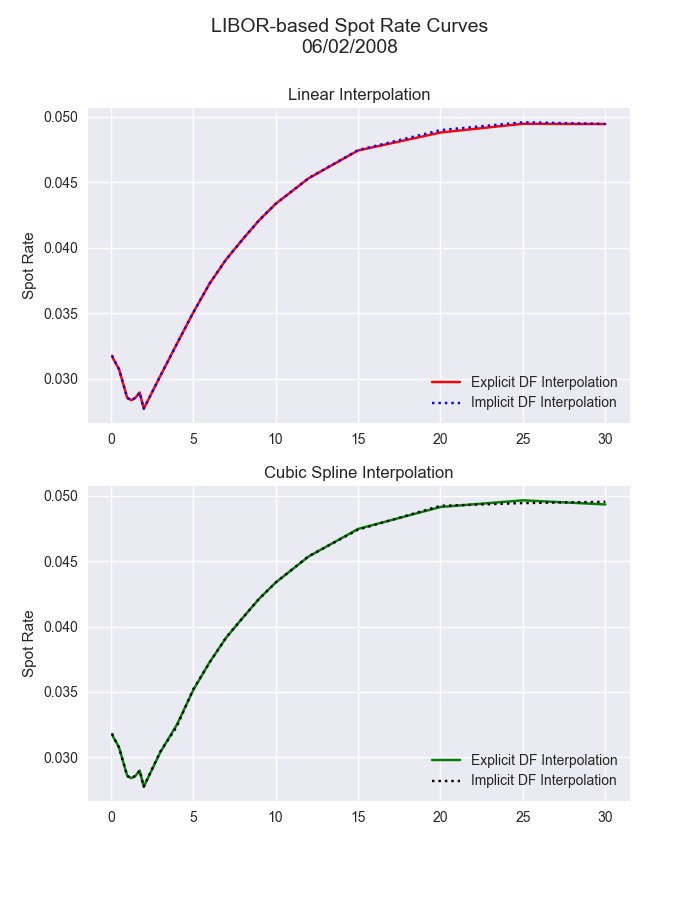 LIBOR-based Spot Rate Curves
06/02/2008
Linear Interpolation
0.050
0.045
0.040
0.035
0.030
Spot Rate
Explicit DF Interpolation
Implicit DF Interpolation
0 5 10 15 20 25 30
Cubic Spline Interpolation
0.050
0.045
0.040
0.035
0.030
Spot Rate
Explicit DF Interpolation
Implicit DF Interpolation
0 5 10 15 20 25 30